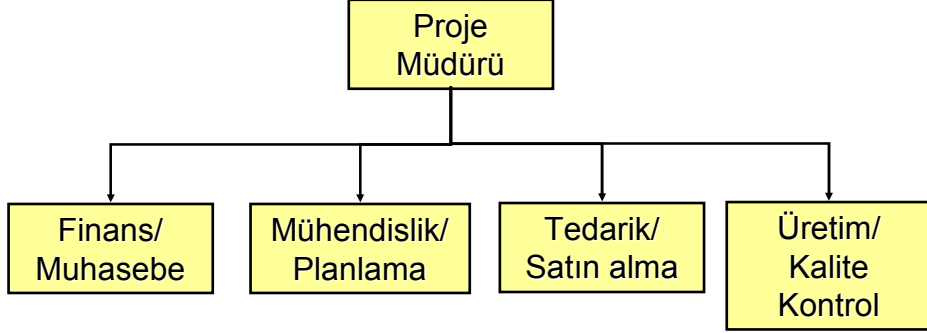 Proje
Müdürü
Finans/
Muhasebe
Mühendislik/
Planlama
Tedarik/
Satın alma
Üretim/
Kalite
Kontrol